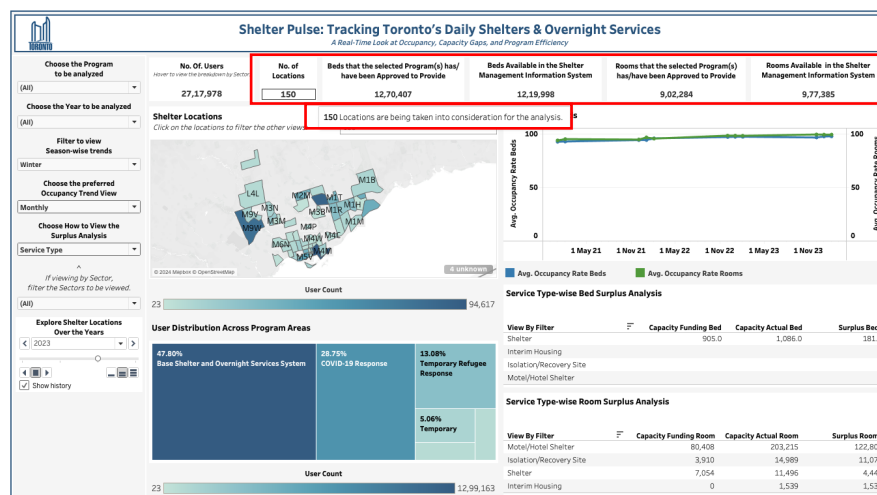 TORONTO
Shelter Pulse: Tracking Toronto's Daily Shelters & Overnight Services
A Real-Time Look at Occupancy, Capacity Gaps, and Program Efficiency
Choose the Program
to be analyzed
(All)
Choose the Year to be analyzed
(All)
Filter to view
Season-wise trends
Winter
Choose the preferred
Occupancy Trend View
Monthly
Choose How to View the
Surplus Analysis
Service Type
^
If viewing by Sector,
filter the Sectors to be viewed.
(All)
Explore Shelter Locations
Over the Years
2023
Show history
No. Of. Users
Hover to view the breakdown by Sector
27,17,978
No. of
Locations
150
Beds that the selected Program(s) has/
have been Approved to Provide
12,70,407
Beds Available in the Shelter
Management Information System
12,19,998
Rooms that the selected Program(s)
has/have been Approved to Provide
9,02,284
Rooms Available in the Shelter
Management Information System
9,77,385
150 Locations are being taken into consideration for the analysis.
Shelter Locations
Click on the locations to filter the other views
M1B
L4L
M2M
M1T
M3N
M1H
M9V
M3B
M1R
M3M
M1M
M9W
M4P
M4C
M6N
M4W
M5V
© 2024 Mapbox © OpenStreetMap
4 unknown
User Count
23
94,617
User Distribution Across Program Areas
47.80%
Base Shelter and Overnight Services System
28.75%
COVID-19 Response
13.08%
Temporary Refugee
Response
5.06%
Temporary
User Count
23
12,99,163
s
Avg. Occupancy Rate Beds
100
50
0
100
50
0
Avg. Occupancy Rate Rooms
1 May 21
1 Nov 21
1 May 22
1 Nov 22
1 May 23
1 Nov 23
Avg. Occupancy Rate Beds
Avg. Occupancy Rate Rooms
Service Type-wise Bed Surplus Analysis
View By Filter Capacity Funding Bed Capacity Actual Bed Surplus Bed
Shelter 905.0 1,086.0 181.
Interim Housing
Isolation/Recovery Site
Motel/Hotel Shelter
Service Type-wise Room Surplus Analysis
View By Filter Capacity Funding Room Capacity Actual Room Surplus Room
Motel/Hotel Shelter 80,408 203,215 122,80
Isolation/Recovery Site 3,910 14,989 11,07
Shelter 7,054 11,496 4,44
Interim Housing 0 1,539 1,53